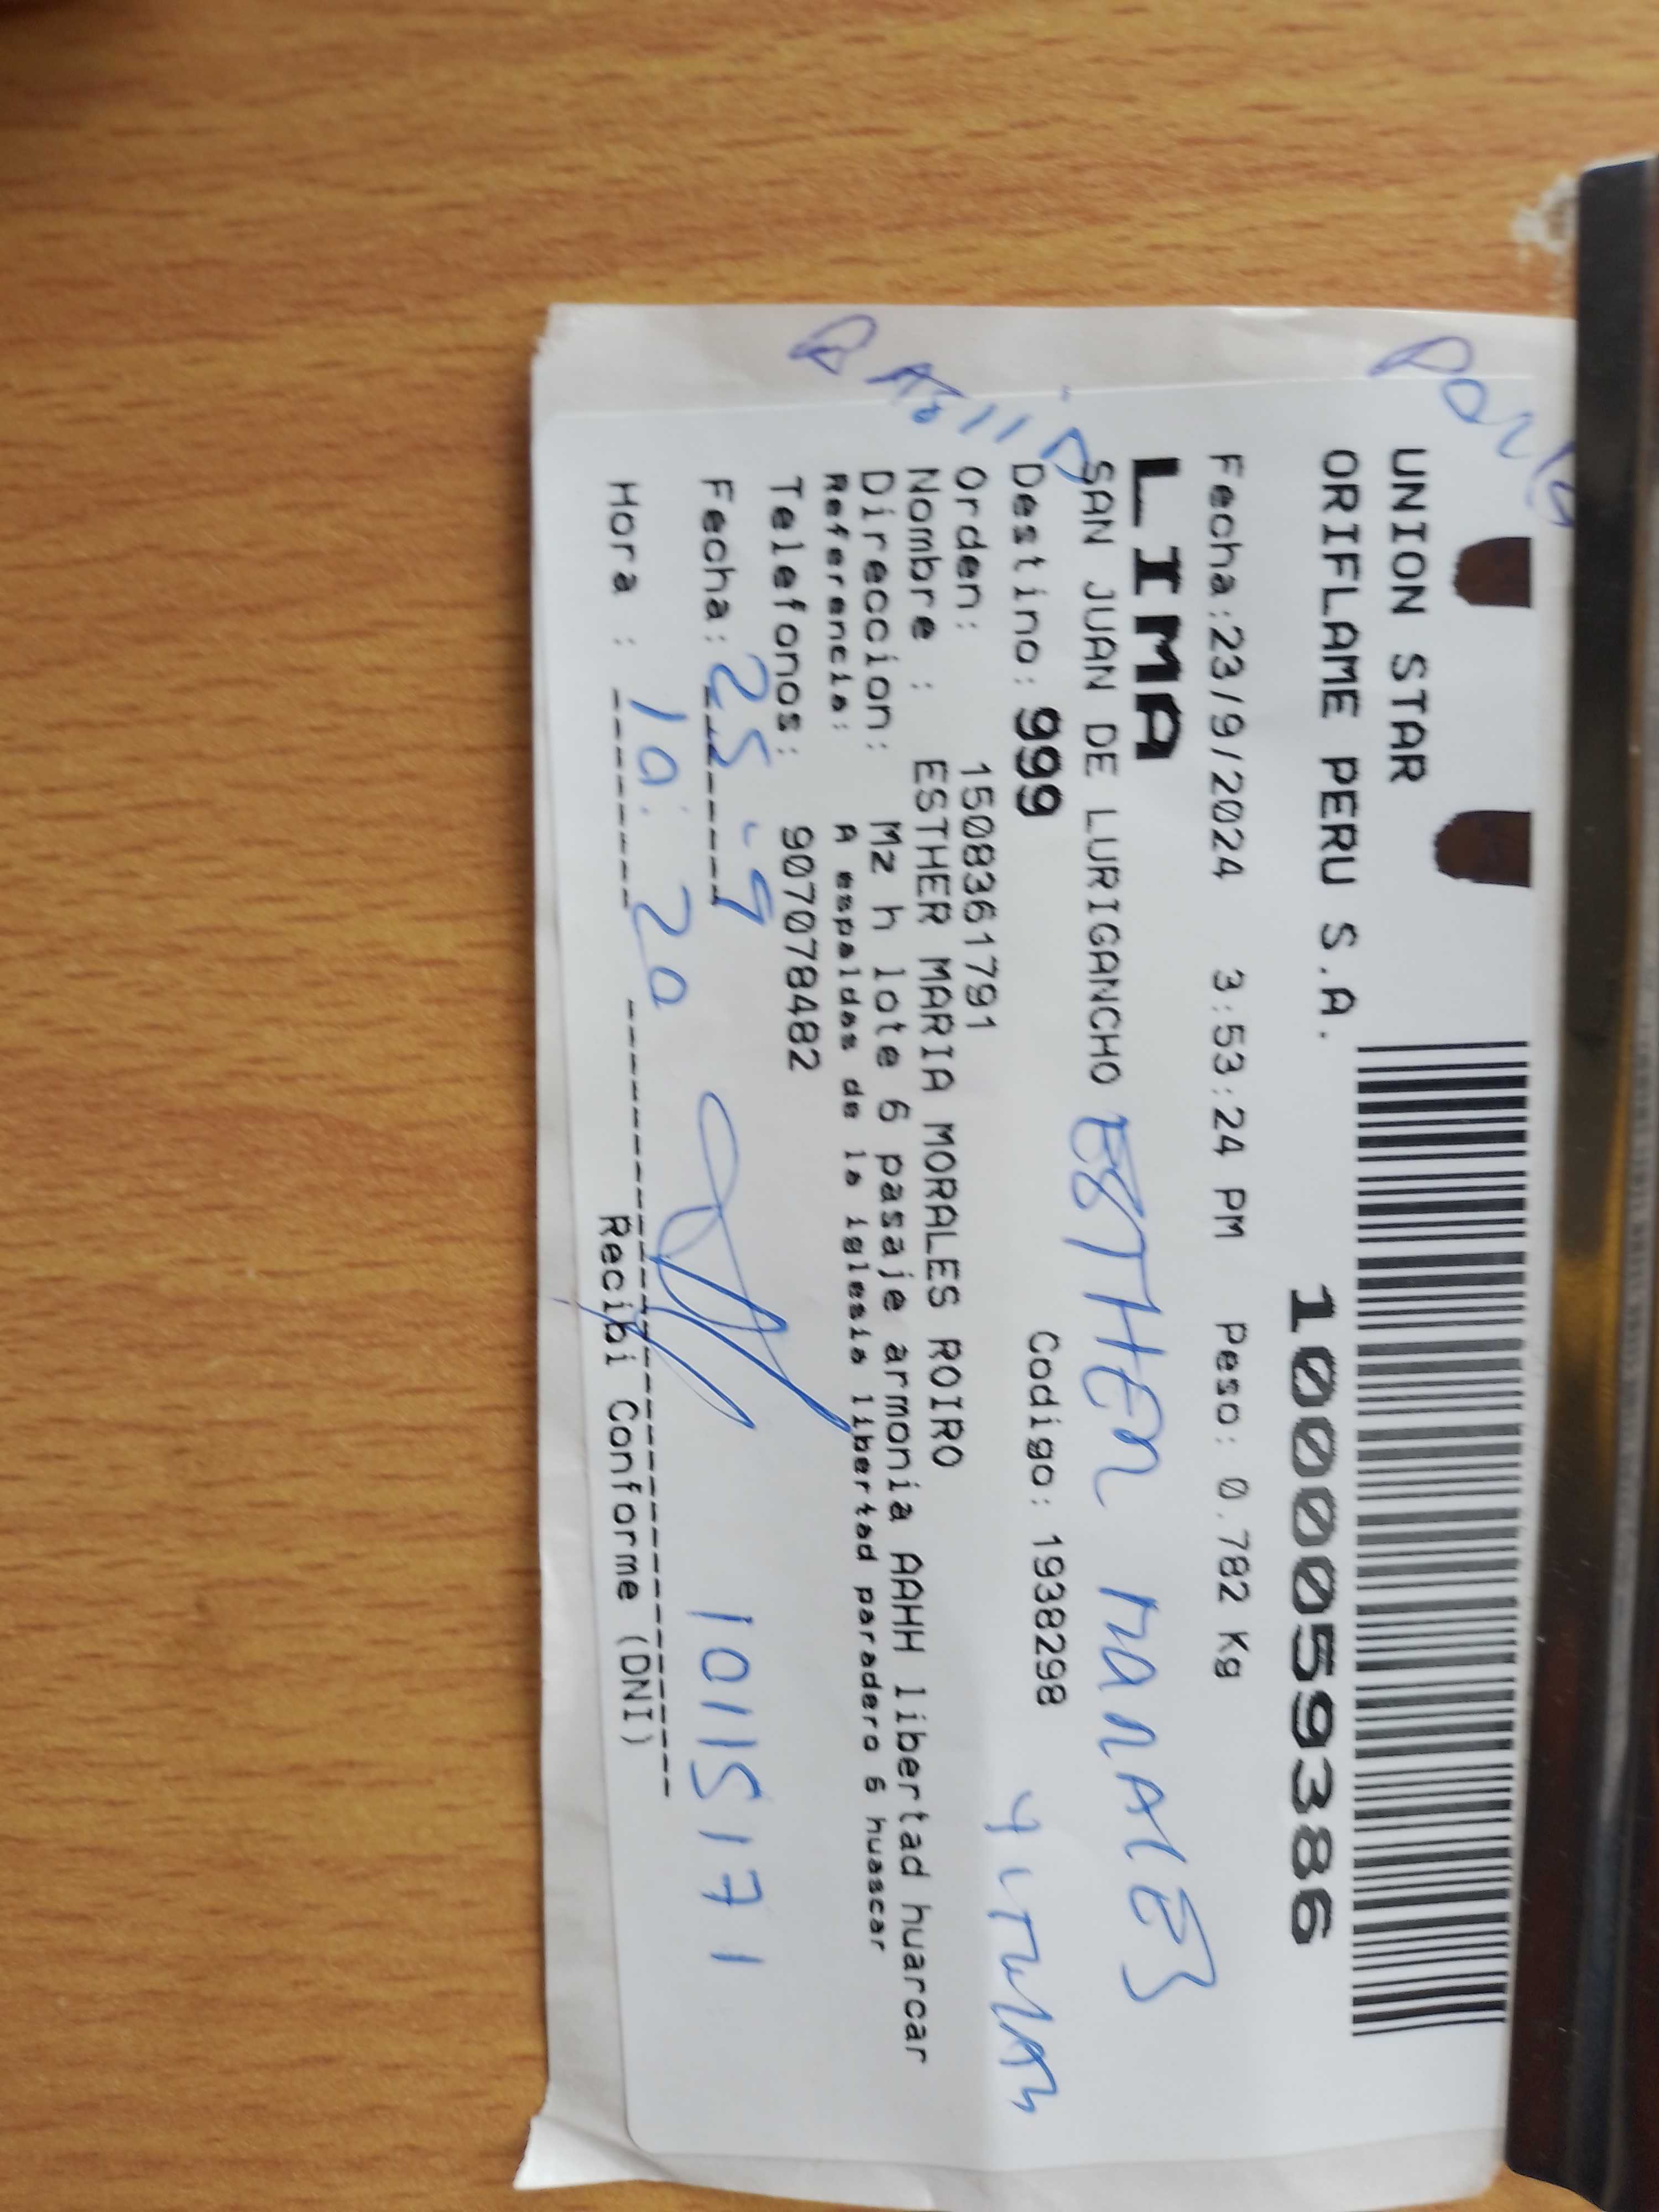 UNION STAR
ORIFLAME PERU S.A.
1000059386
Fecha:23/9/2024 3:53:24 PM Peso: 0.782 Kg
LIMA
SAN JUAN DE LURIGANCHO ESTHER MORALES
Destino: 999 Codigo: 1938298
Orden: 1508361791
Nombre : ESTHER MARIA MORALES ROIRO
Direccion: Mz h lote 6 pasaje armonia AAHH libertad huarcar
Referencia: A espaldas de la iglesia libertad paradero 6 huascar
Telefonos: 907078482
Fecha: 25-9
Hora : 10:20 10115171
Recibi Conforme (DNI)